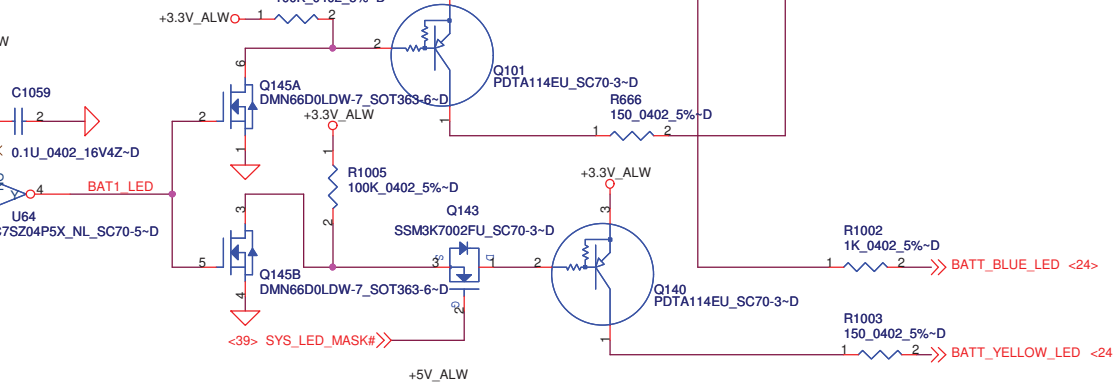 +3.3V_ALW
1
2
2
6
Q101
PDTA114EU_SC70-3~D
C1059
Q145A
DMN66D0LDW-7_SOT363-6~D
R666
150_0402_5%~D
+3.3V_ALW
2
2
1
1
2
1
1
0.1U_0402_16V4Z~D
R1005
100K_0402_5%~D
+3.3V_ALW
BAT1_LED
4
Y
U64
7SZ04P5X_NL_SC70-5~D
3
2
3
Q143
SSM3K7002FU_SC70-3~D
R1002
1K_0402_5%~D
5
3
S
D
1
2
1
2
BATT_BLUE_LED <24>
Q145B
DMN66D0LDW-7_SOT363-6~D
4
G
2
Q140
PDTA114EU_SC70-3~D
R1003
150_0402_5%~D
<39> SYS_LED_MASK#
1
1
2
BATT_YELLOW_LED <24
+5V_ALW